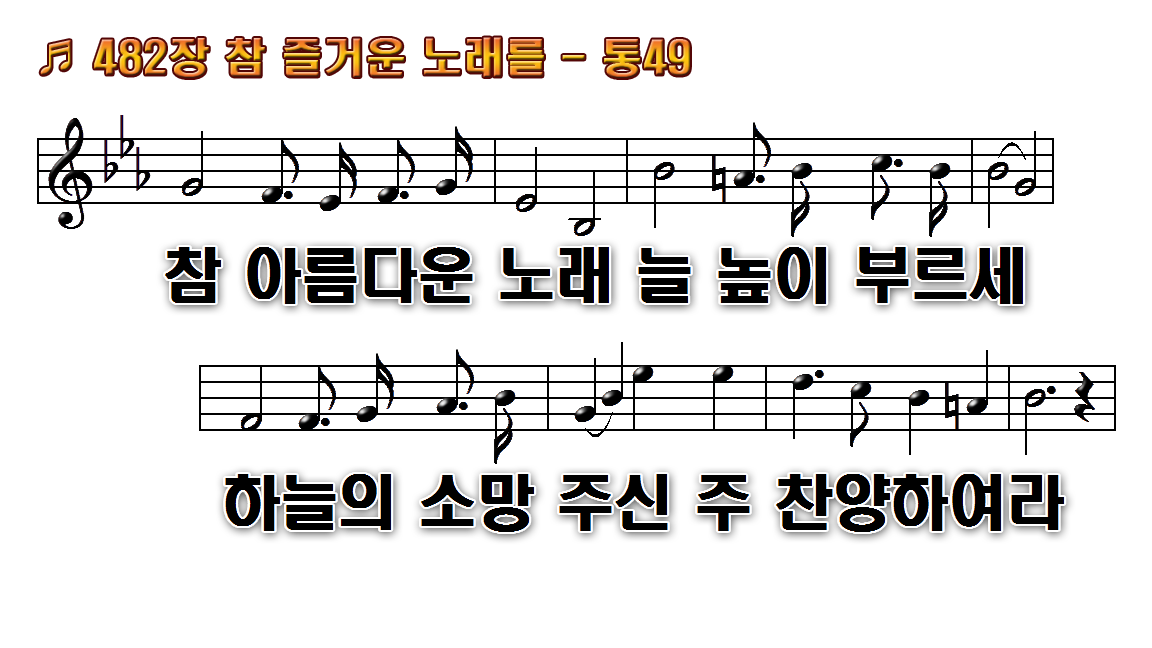 ♬ 482장 참 즐거운 노래를 - 통49
참 아름다운 노래 늘 높이 부르세
하늘의 소망 주신 주 찬양하여라